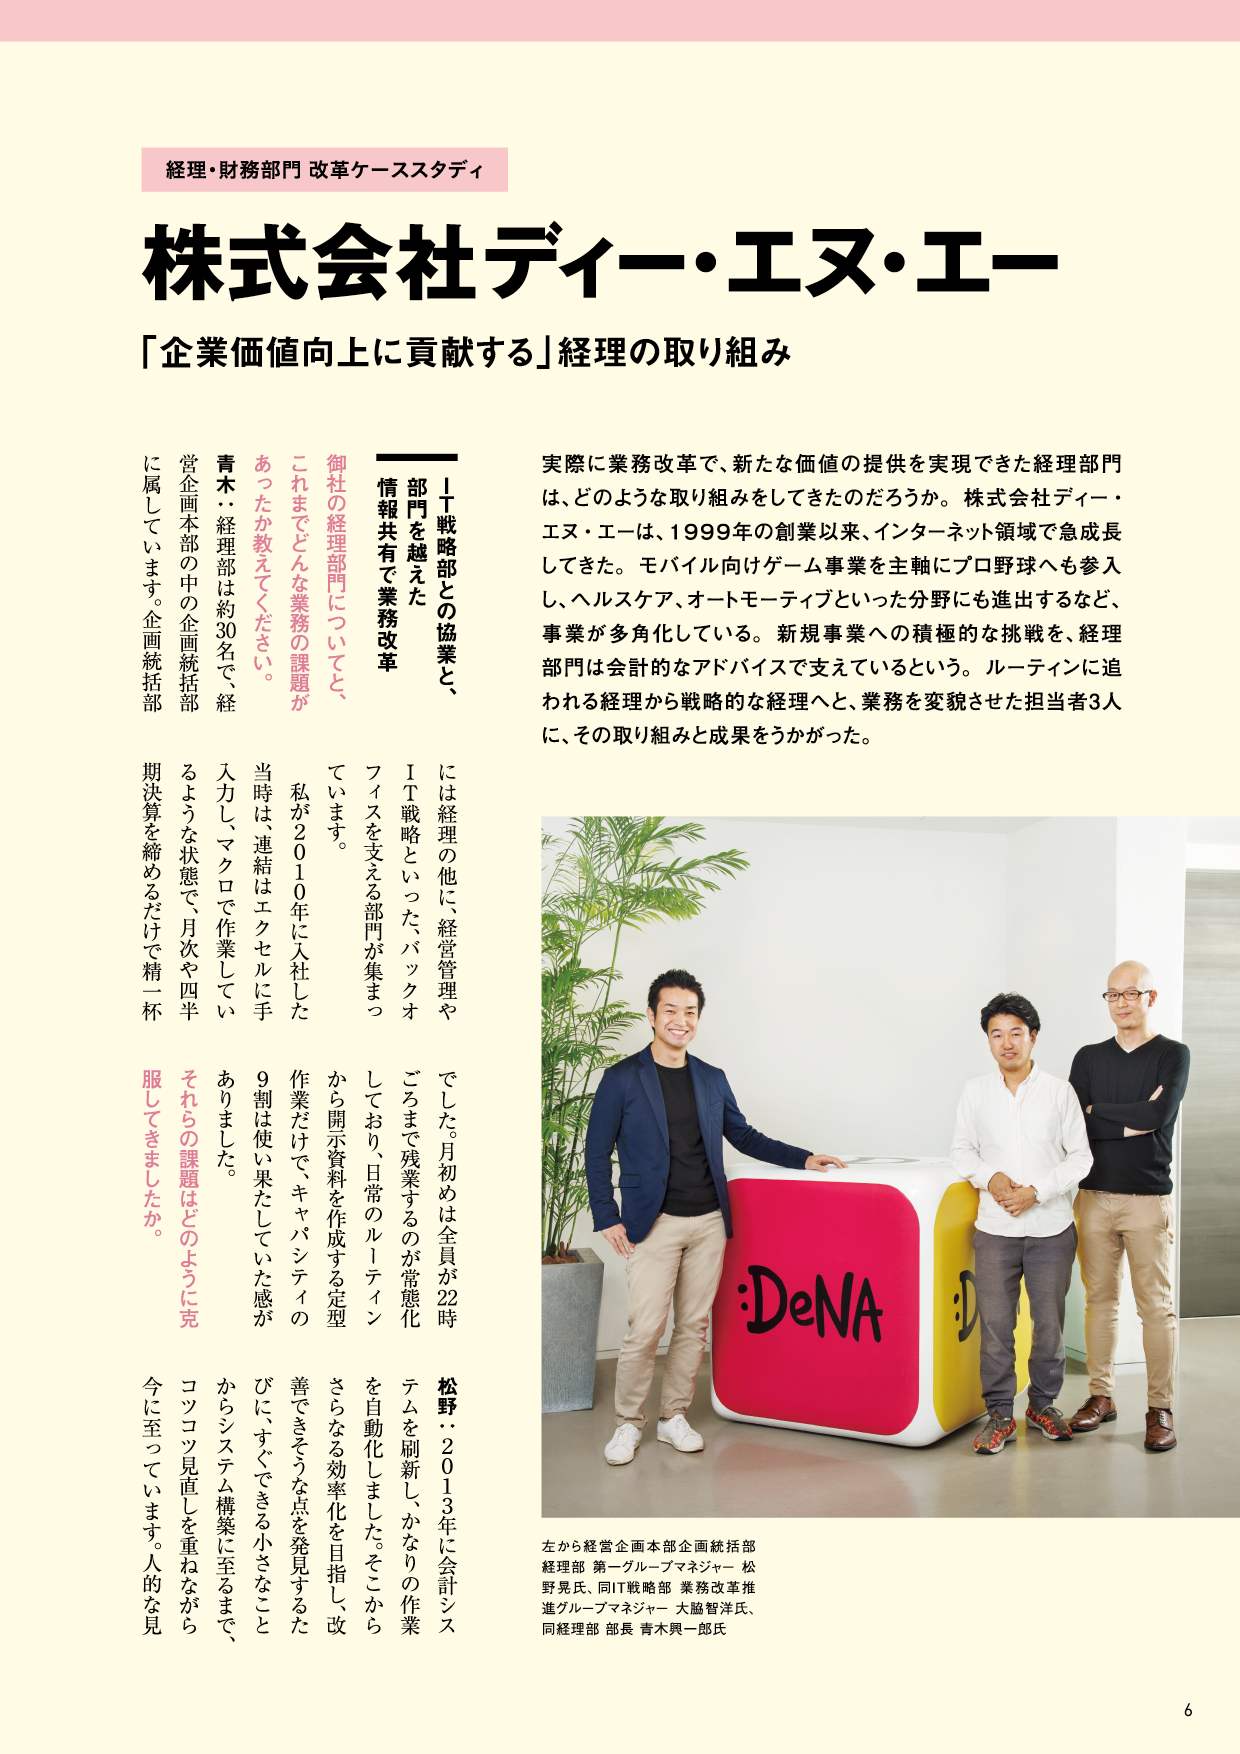 経理・財務部門 改革ケーススタディ
株式会社ディー・エヌ・エー
「企業価値向上に貢献する」経理の取り組み
実際に業務改革で、新たな価値の提供を実現できた経理部門
は、どのような取り組みをしてきたのだろうか。株式会社ディー・
エヌ・エーは、1999年の創業以来、インターネット領域で急成長
してきた。モバイル向けゲーム事業を主軸にプロ野球へも参入
し、ヘルスケア、オートモーティブといった分野にも進出するなど、
事業が多角化している。新規事業への積極的な挑戦を、経理
部門は会計的なアドバイスで支えているという。ルーティンに追
われる経理から戦略的な経理へと、業務を変貌させた担当者3人
に、その取り組みと成果をうかがった。
IT戦略部との協業と、
部門を越えた
情報共有で業務改革
御社の経理部門についてと、
これまでどんな業務の課題が
あったか教えてください。
青木：経理部は約30名で、経
営企画本部の中の企画統括部
に属しています。企画統括部
には経理の他に、経営管理や
IT戦略といった、バックオ
フィスを支える部門が集まっ
ています。
私が2010年に入社した
当時は、連結はエクセルに手
入力し、マクロで作業してい
るような状態で、月次や四半
期決算を締めるだけで精一杯
でした。月初めは全員が22時
ごろまで残業するのが常態化
しており、日常のルーティン
から開示資料を作成する定型
作業だけで、キャパシティの
9割は使い果たしていた感が
ありました。
それらの課題はどのように克
服してきましたか。
松野：2013年に会計シス
テムを刷新し、かなりの作業
を自動化しました。そこから
さらなる効率化を目指し、改
善できそうな点を発見するた
びに、すぐできる小さなこと
からシステム構築に至るまで、
コツコツ見直しを重ねながら
今に至っています。人的な見
:DeNA
:D
左から経営企画本部企画統括部
経理部 第一グループマネジャー 松
野晃氏、同IT戦略部 業務改革推
進グループマネジャー 大脇智洋氏、
同経理部 部長 青木興一郎氏
6